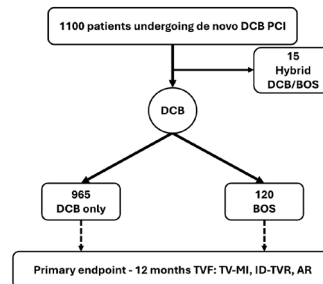 1100 patients undergoing de novo DCB PCI
15
Hybrid
DCB/BOS
DCB
965
DCB only
120
BOS
Primary endpoint - 12 months TVF: TV-MI, ID-TVR, AR